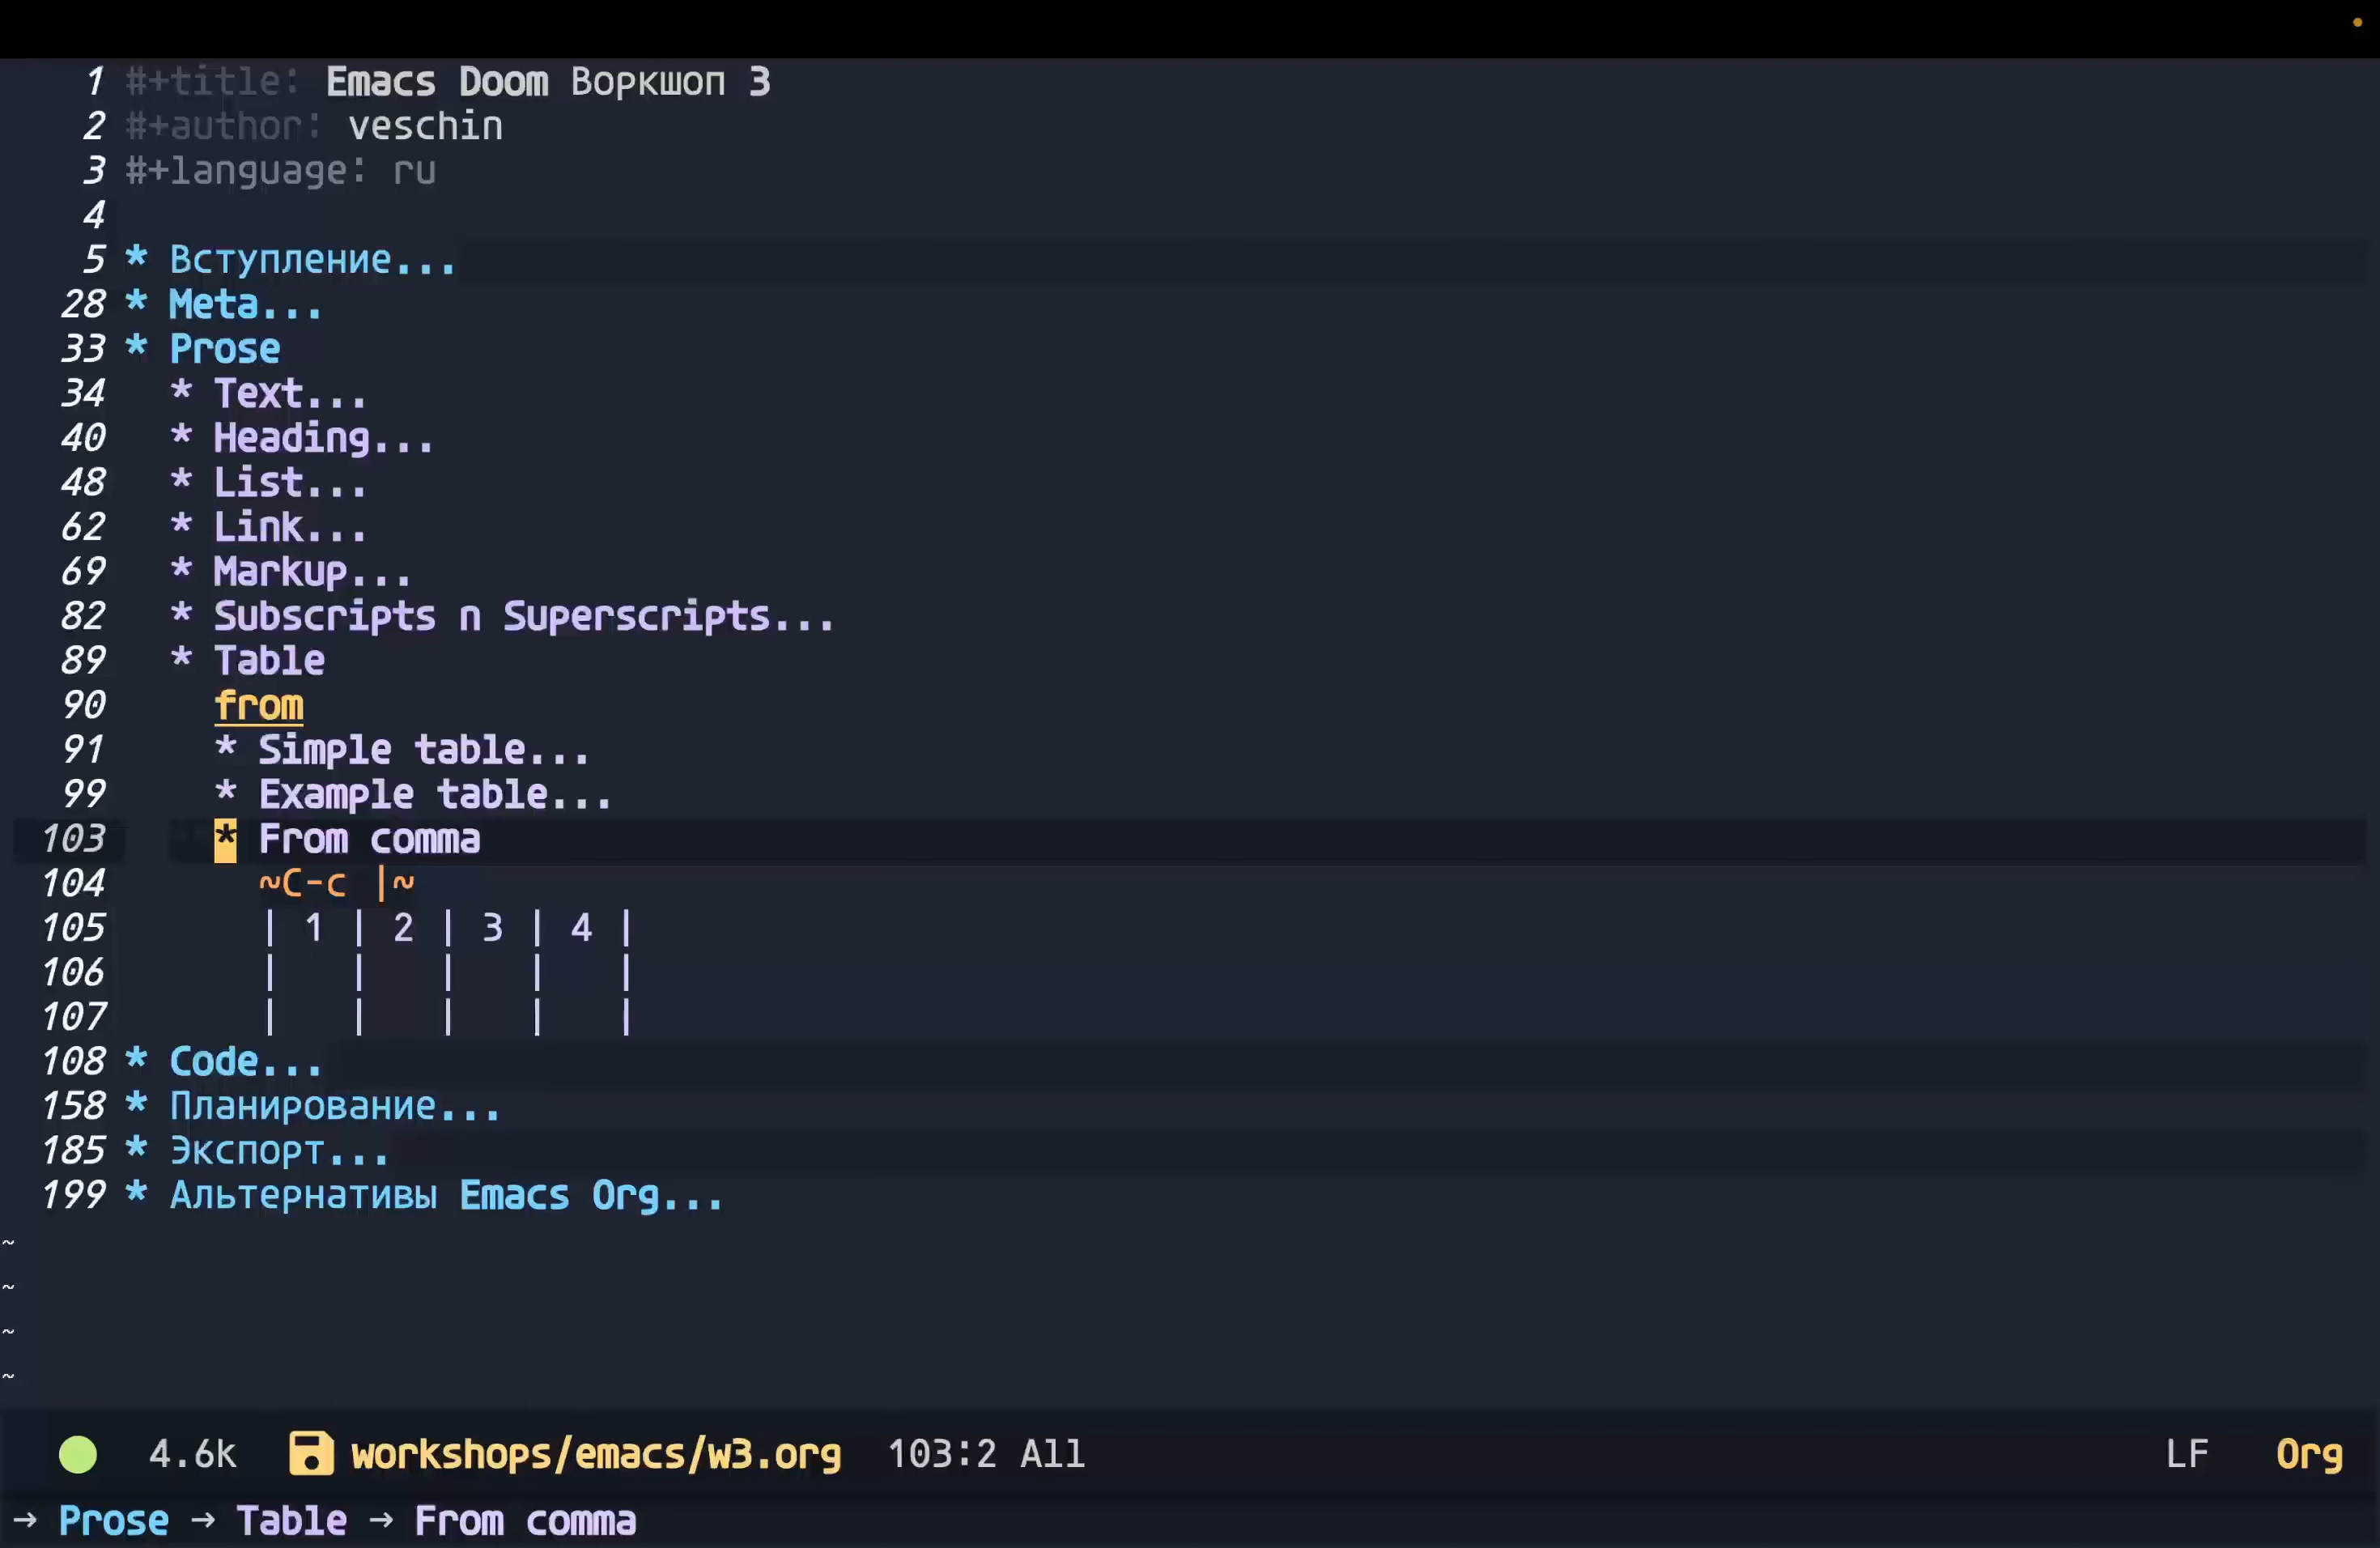 1 #+title: Emacs Doom Воркшоп 3
2 #+author: veschin
3 #+language: ru
4
5 * Вступление...
28 * Meta...
33 * Prose
34 * Text...
40 * Heading...
48 * List...
62 * Link...
69 * Markup...
82 * Subscripts n Superscripts...
89 * Table
90 from
91 * Simple table...
99 * Example table...
103 * From comma
104 ~C-c |~
105 | 1 | 2 | 3 | 4 |
106 | | | | |
107 | | | | |
108 * Code...
158 * Планирование...
185 * Экспорт...
199 * Альтернативы Emacs Org...
~
~
~
~
4.6k workshops/emacs/w3.org 103:2 All LF Org
→ Prose → Table → From comma